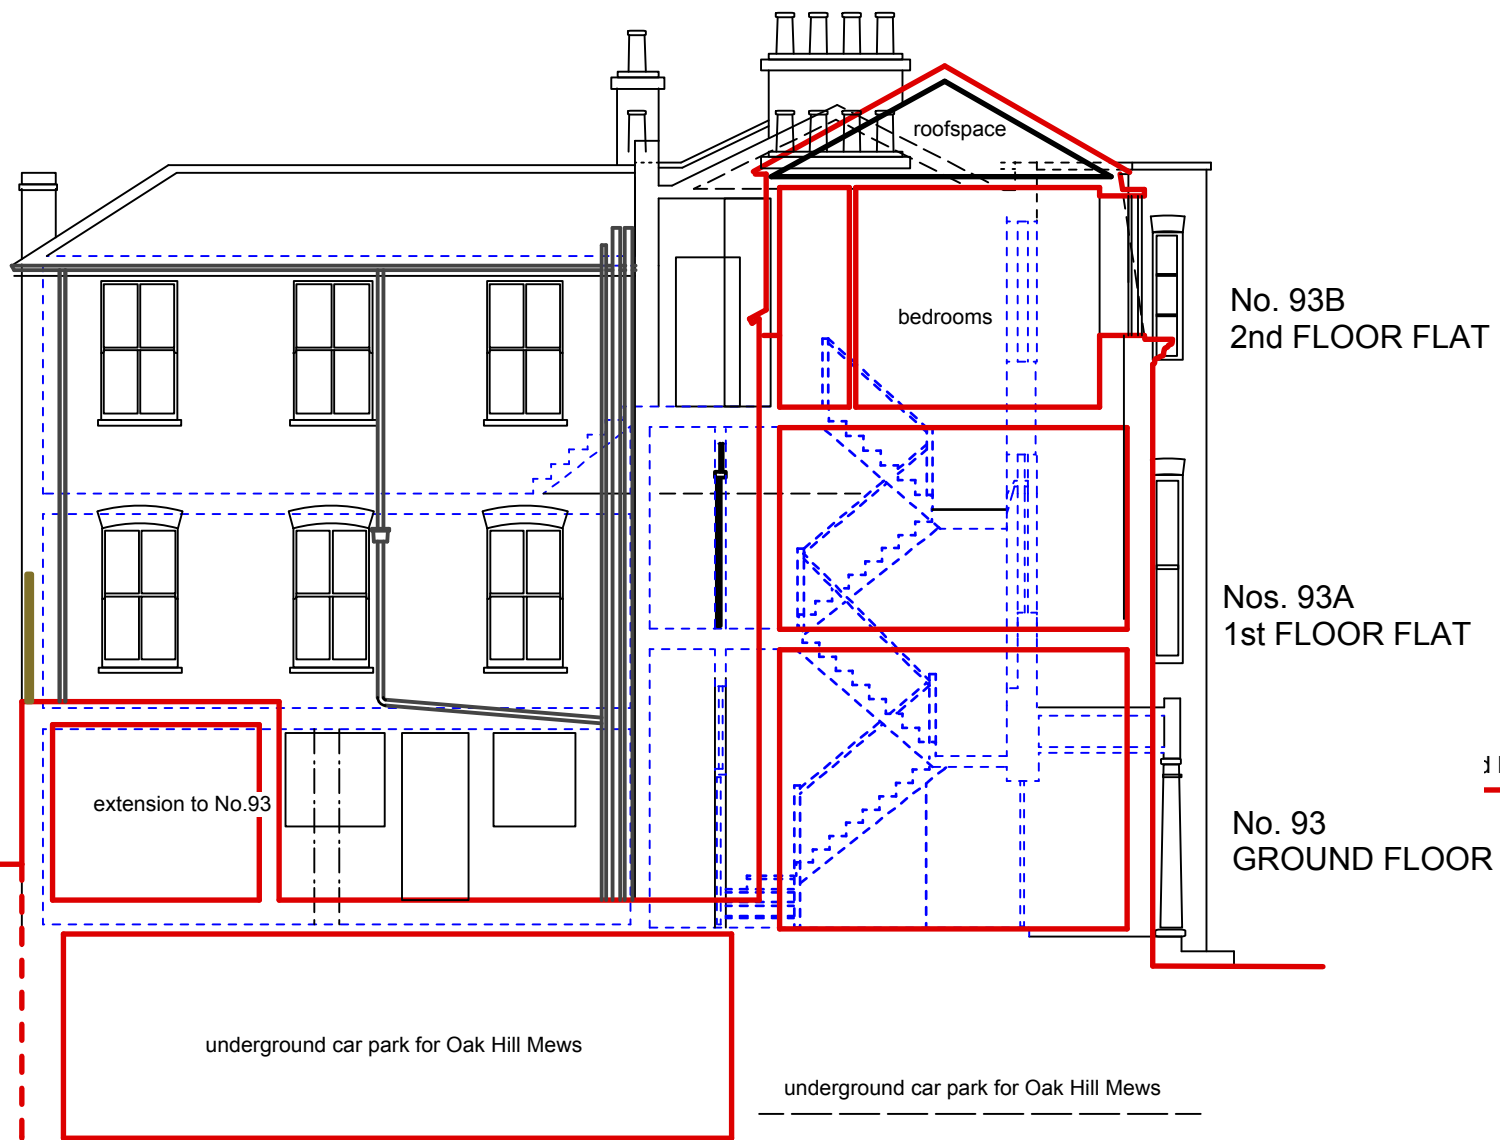 roofspace
bedrooms
No. 93B
2nd FLOOR FLAT
Nos. 93A
1st FLOOR FLAT
extension to No.93
No. 93
GROUND FLOOR
underground car park for Oak Hill Mews
underground car park for Oak Hill Mews